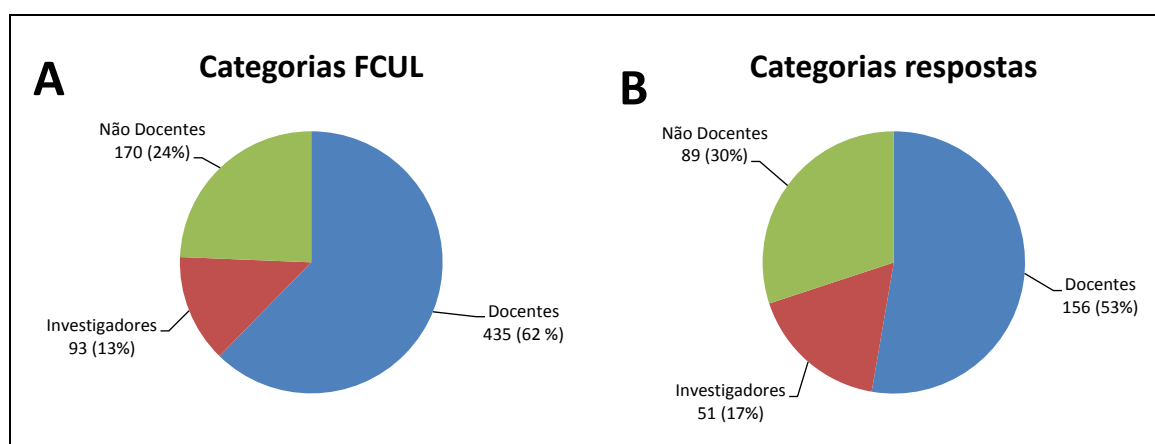 A
Categorias FCUL
Não Docentes
170 (24%)
Investigadores
93 (13%)
Docentes
435 (62 %)
B
Categorias respostas
Não Docentes
89 (30%)
Docentes
156 (53%)
Investigadores
51 (17%)